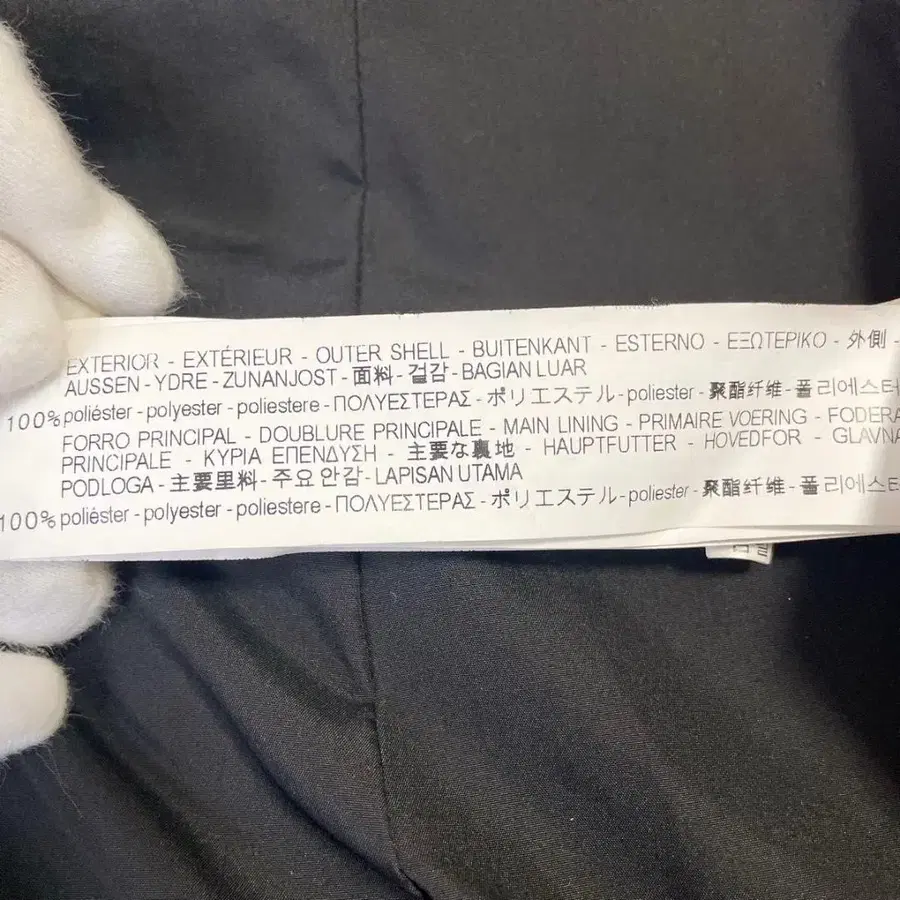 EXTERIOR - EXTÉRIEUR - OUTER SHELL - BUITENKANT - ESTERNO - ΕΞΩΤΕΡΙΚΟ - 外側 -
AUSSEN - YDRE - ZUNANJOST - 面料 - 겉감 - BAGIAN LUAR
100% poliéster - polyester - poliestere - ΠΟΛΥΕΣΤΕΡΑΣ - ポリエステル - poliester - 聚酯纤维 - 폴리에스테
FORRO PRINCIPAL - DOUBLURE PRINCIPALE - MAIN LINING - PRIMAIRE VOERING - FODERA
PRINCIPALE - ΚΥΡΙΑ ΕΠΕΝΔΥΣΗ - 主要な裏地 - HAUPTFUTTER - HOVEDFOR - GLAVNA
PODLOGA - 主要里料 - 주요 안감 - LAPISAN UTAMA
100% poliéster - polyester - poliestere - ΠΟΛΥΕΣΤΕΡΑΣ - ポリエステル - poliester - 聚酯纤维 - 폴리에스테